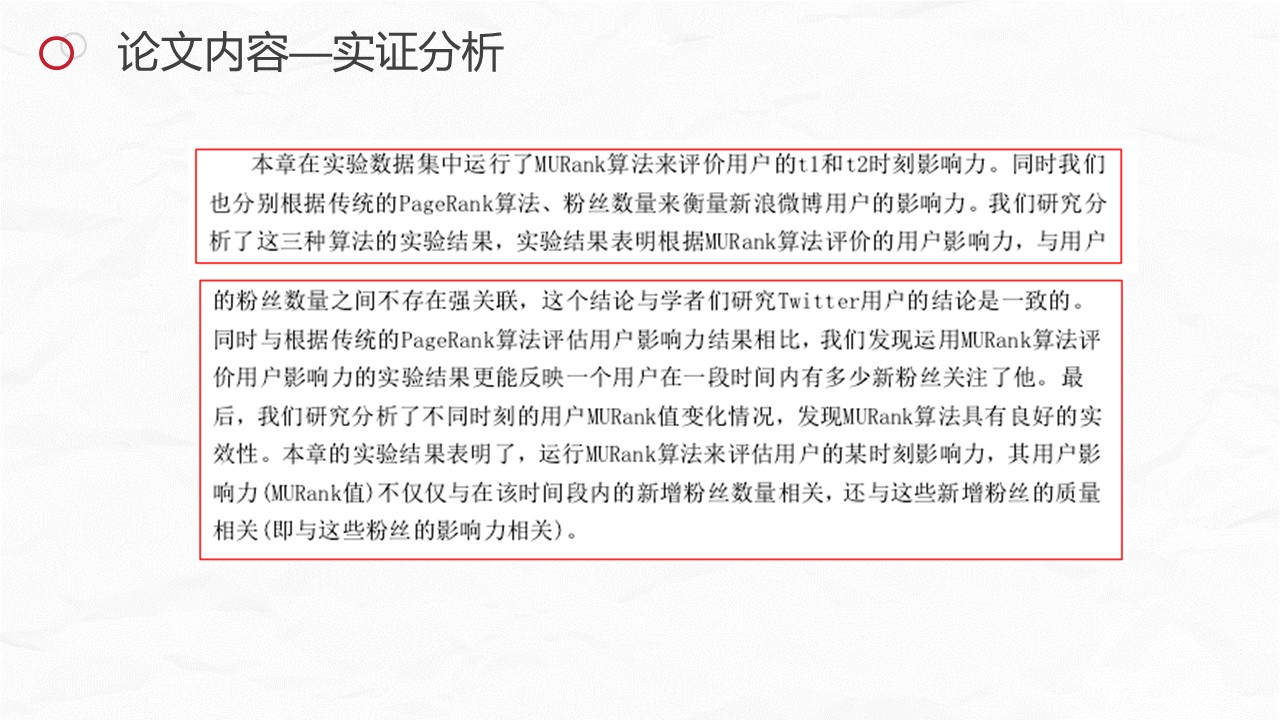 论文内容—实证分析
本章在实验数据集中运行了MURank算法来评价用户的t1和t2时刻影响力。同时我们
也分别根据传统的PageRank算法、粉丝数量来衡量新浪微博用户的影响力。我们研究分
析了这三种算法的实验结果，实验结果表明根据MURank算法评价的用户影响力，与用户
的粉丝数量之间不存在强关联，这个结论与学者们研究Twitter用户的结论是一致的。
同时与根据传统的PageRank算法评估用户影响力结果相比，我们发现运用MURank算法评
价用户影响力的实验结果更能反映一个用户在一段时间内有多少新粉丝关注了他。最
后，我们研究分析了不同时刻的用户MURank值变化情况，发现MURank算法具有良好的实
效性。本章的实验结果表明了，运行MURank算法来评估用户的某时刻影响力，其用户影
响力(MURank值)不仅仅与在该时间段内的新增粉丝数量相关，还与这些新增粉丝的质量
相关(即与这些粉丝的影响力相关)。